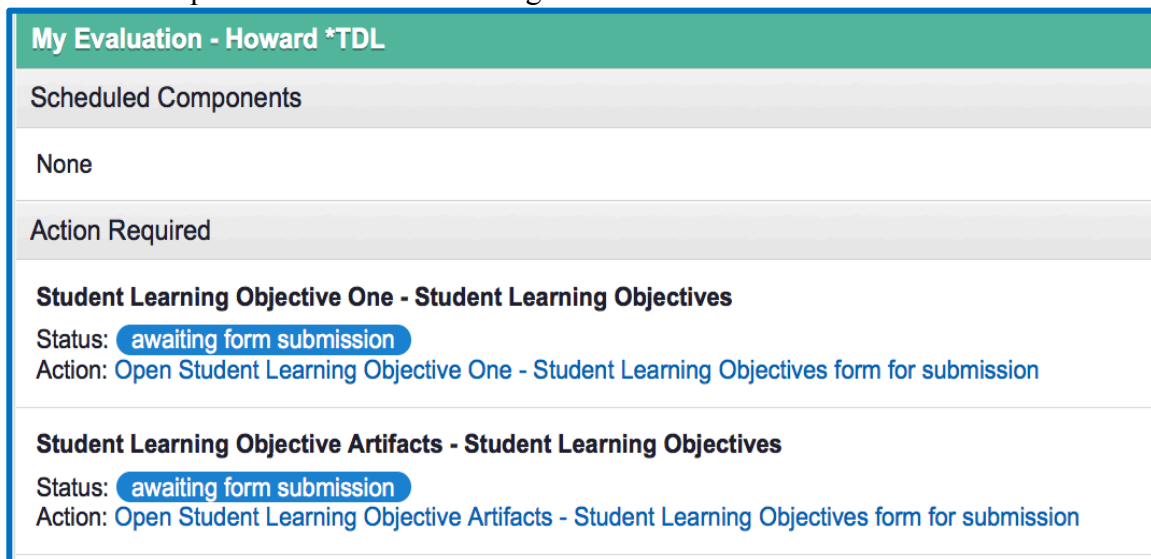 My Evaluation - Howard *TDL
Scheduled Components
None
Action Required
Student Learning Objective One - Student Learning Objectives
Status: awaiting form submission
Action: Open Student Learning Objective One - Student Learning Objectives form for submission
Student Learning Objective Artifacts - Student Learning Objectives
Status: awaiting form submission
Action: Open Student Learning Objective Artifacts - Student Learning Objectives form for submission